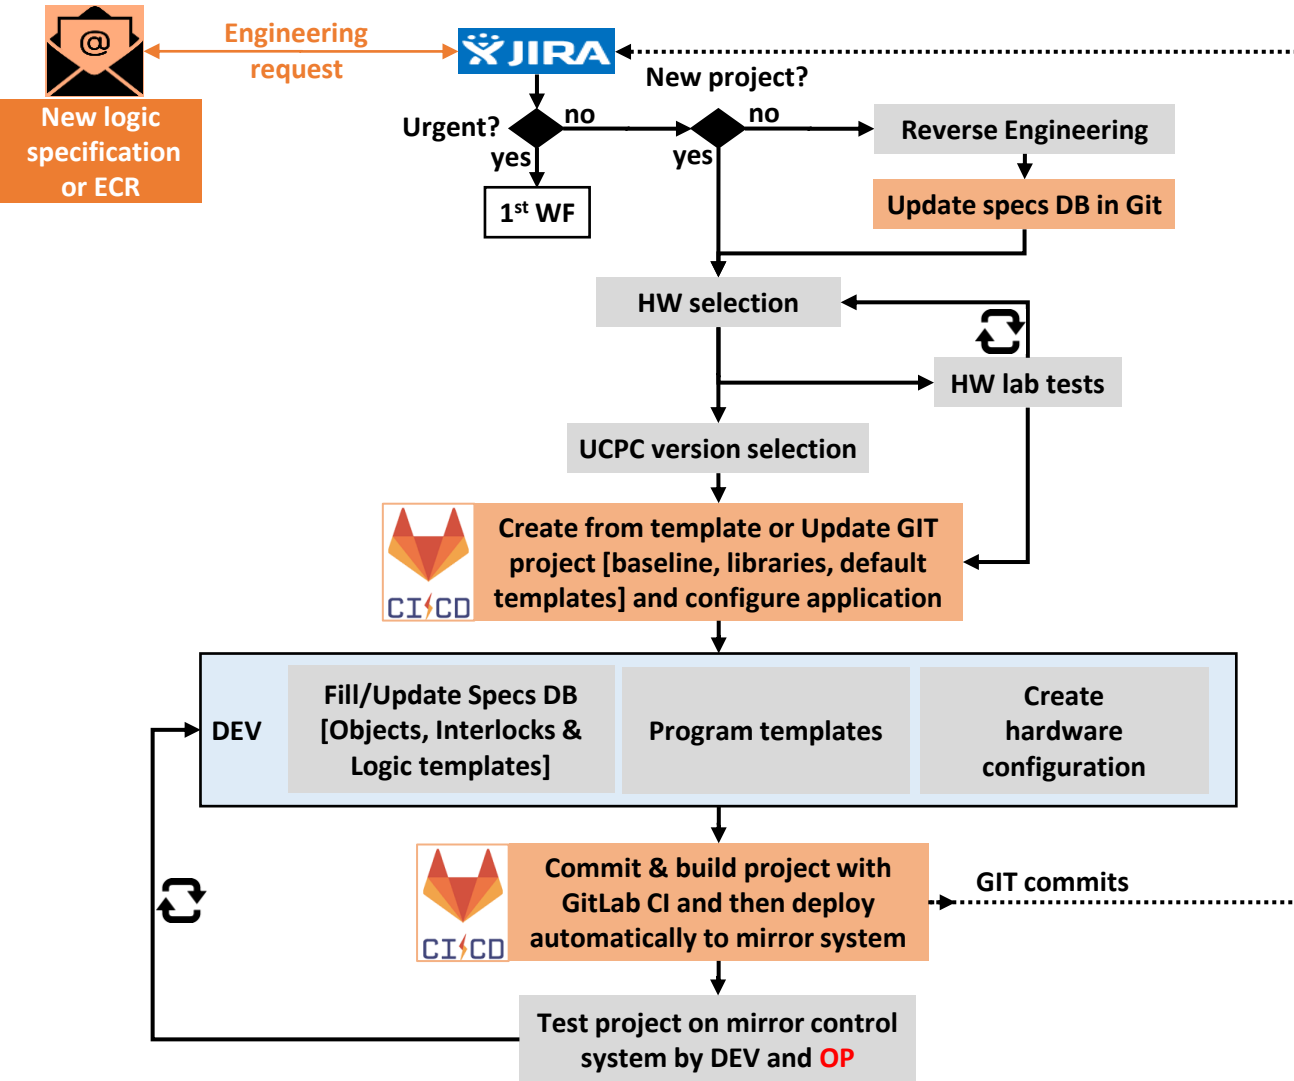 @
Engineering
request
JIRA
New project?
New logic
specification
or ECR
Urgent?
no
no
yes
yes
Reverse Engineering
1st WF
Update specs DB in Git
HW selection
HW lab tests
UCPC version selection
CI CD
Create from template or Update GIT
project [baseline, libraries, default
templates] and configure application
DEV
Fill/Update Specs DB
[Objects, Interlocks &
Logic templates]
Program templates
Create
hardware
configuration
CI CD
Commit & build project with
GitLab CI and then deploy
automatically to mirror system
GIT commits
Test project on mirror control
system by DEV and OP